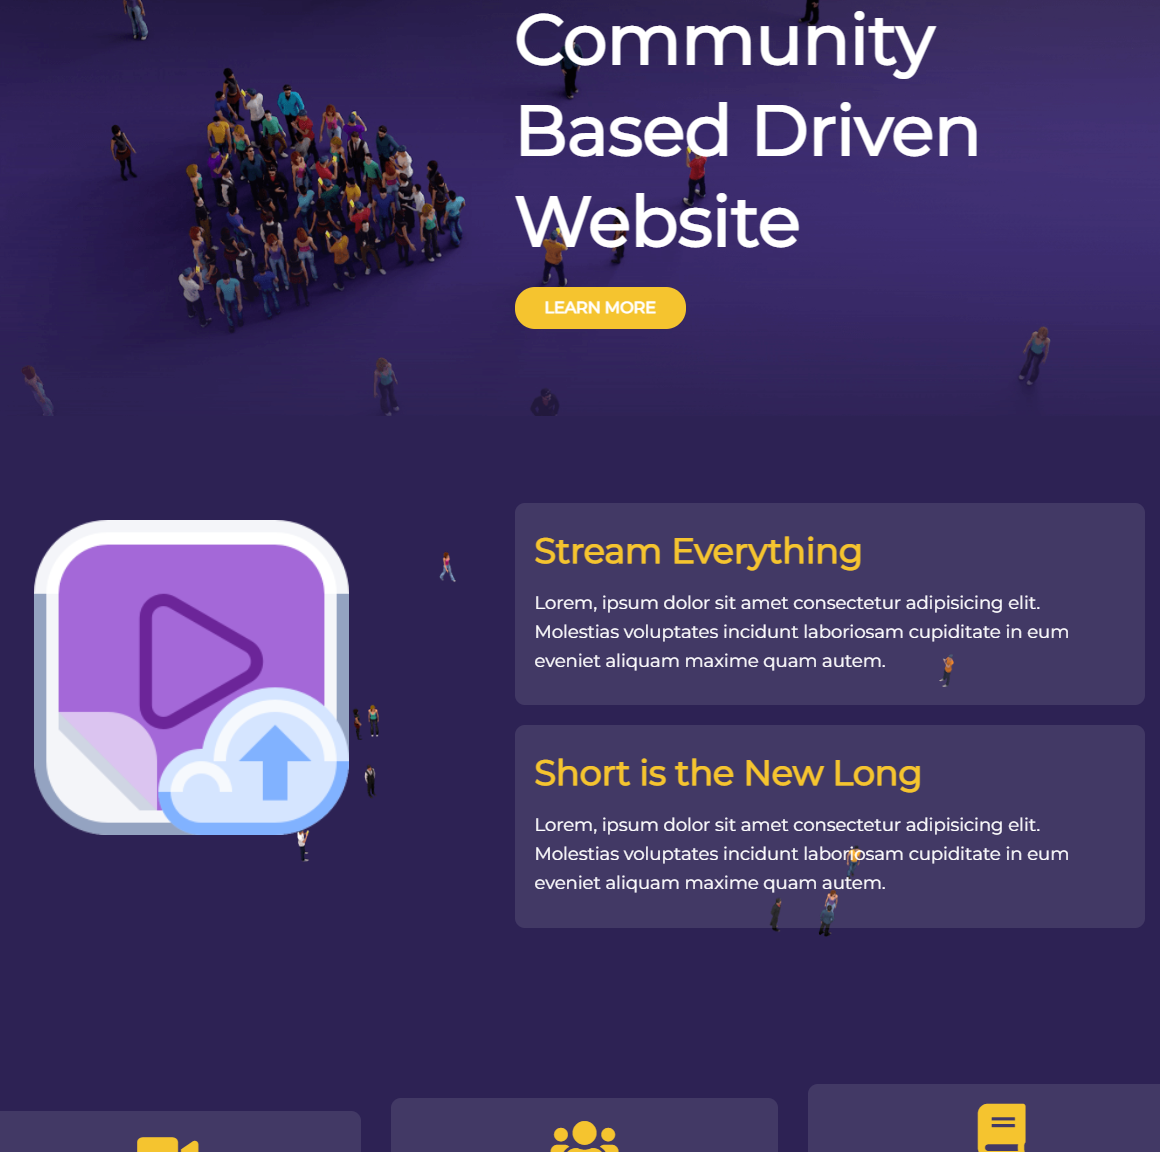 Community
Based Driven
Website
LEARN MORE
Stream Everything
Lorem, ipsum dolor sit amet consectetur adipisicing elit.
Molestias voluptates incidunt laboriosam cupiditate in eum
eveniet aliquam maxime quam autem.
Short is the New Long
Lorem, ipsum dolor sit amet consectetur adipisicing elit.
Molestias voluptates incidunt laboriosam cupiditate in eum
eveniet aliquam maxime quam autem.